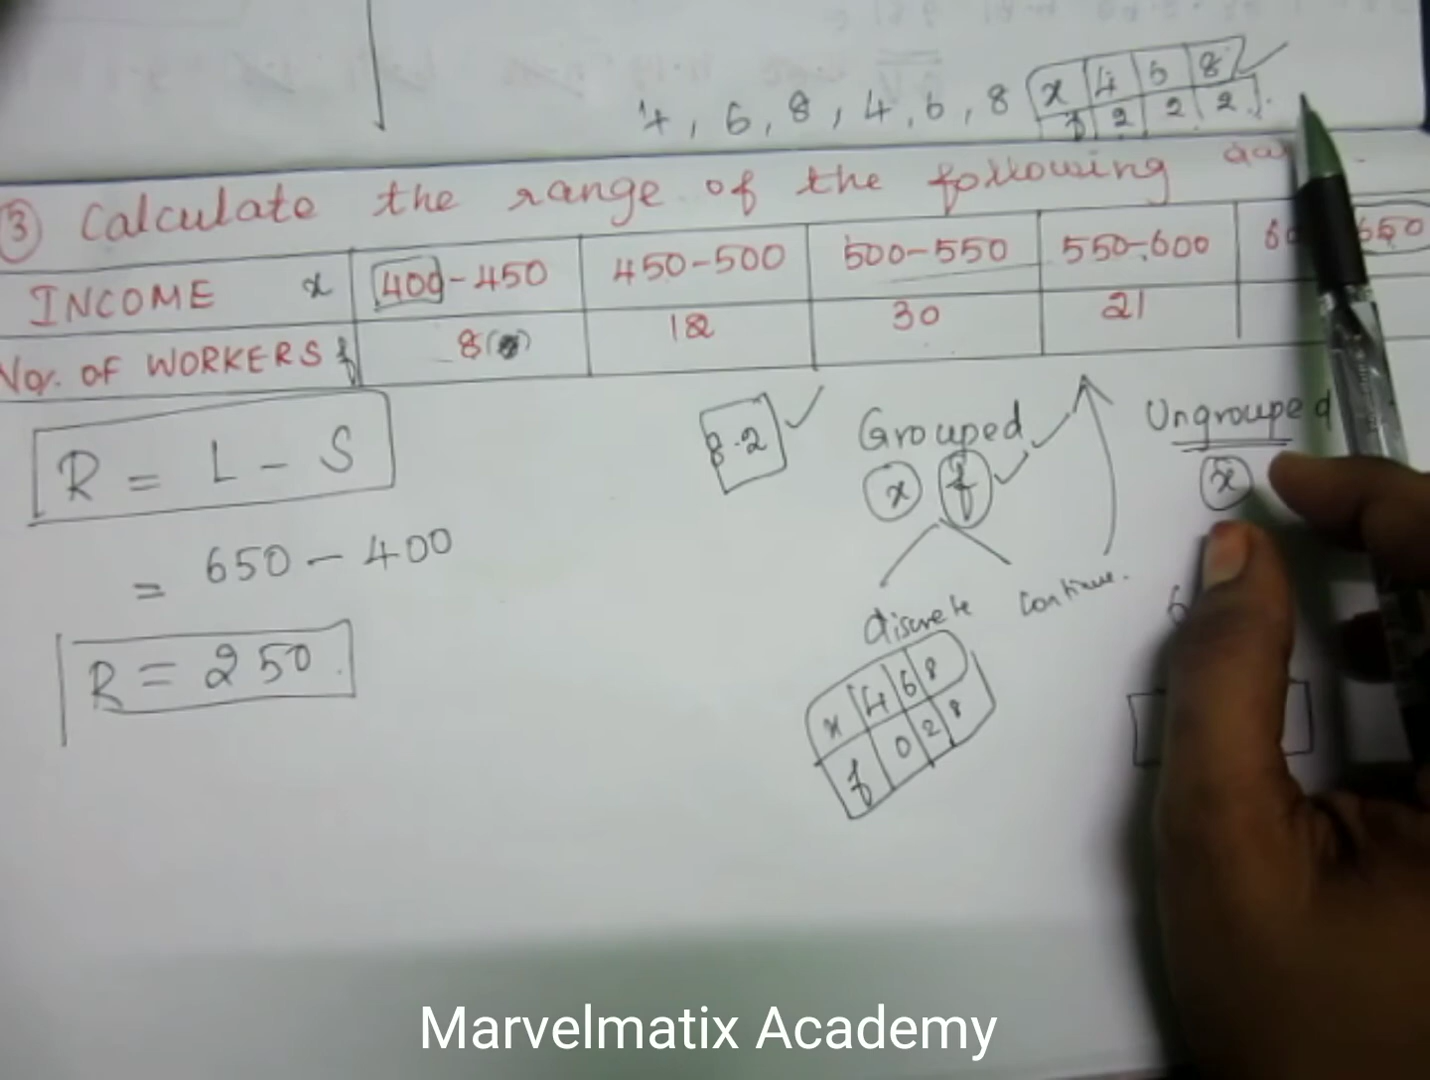 4, 6, 8, 4, 6, 8 x 4 6 8
f 2 2 2
③ Calculate the range of the following
INCOME x 400-450 450-500 500-550 550-600 650
No. OF WORKERS f 8 12 30 21
R = L - S
8.2 Grouped Ungrouped
x f x
= 650 - 400
discrete
R = 250
x 4 6 8
f 0 2 8
Marvelmatix Academy